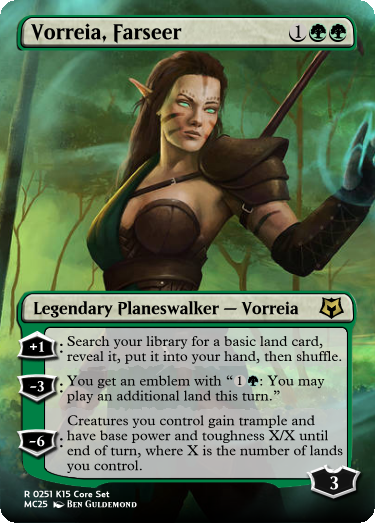 Vorreia, Farseer 1
Legendary Planeswalker — Vorreia
+1: Search your library for a basic land card,
reveal it, put it into your hand, then shuffle.
-3: You get an emblem with “ 1 : You may
play an additional land this turn.”
-6: Creatures you control gain trample and
have base power and toughness X/X until
end of turn, where X is the number of lands
you control.
3
R 0251 K15 Core Set
MC25 Ben Guldemond